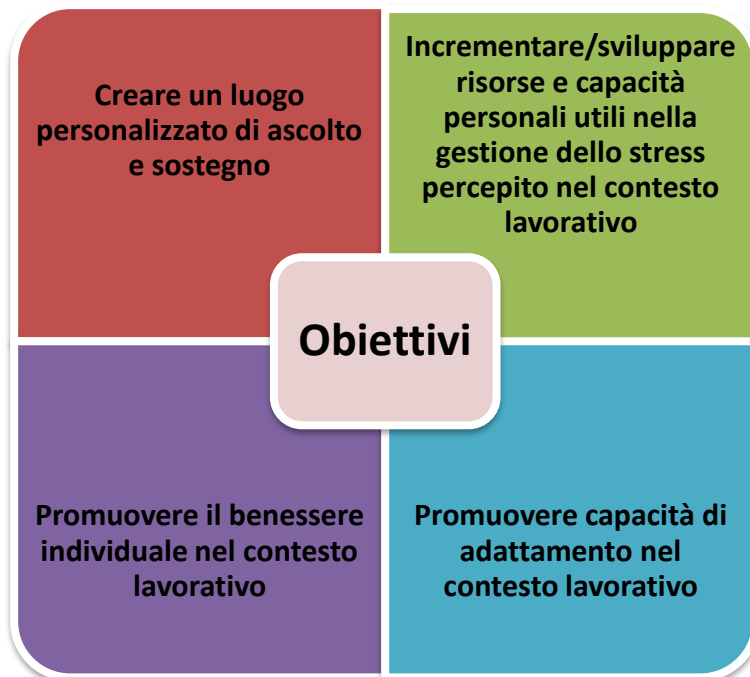 Creare un luogo
personalizzato di ascolto
e sostegno
Incrementare/sviluppare
risorse e capacità
personali utili nella
gestione dello stress
percepito nel contesto
lavorativo
Obiettivi
Promuovere il benessere
individuale nel contesto
lavorativo
Promuovere capacità di
adattamento nel
contesto lavorativo